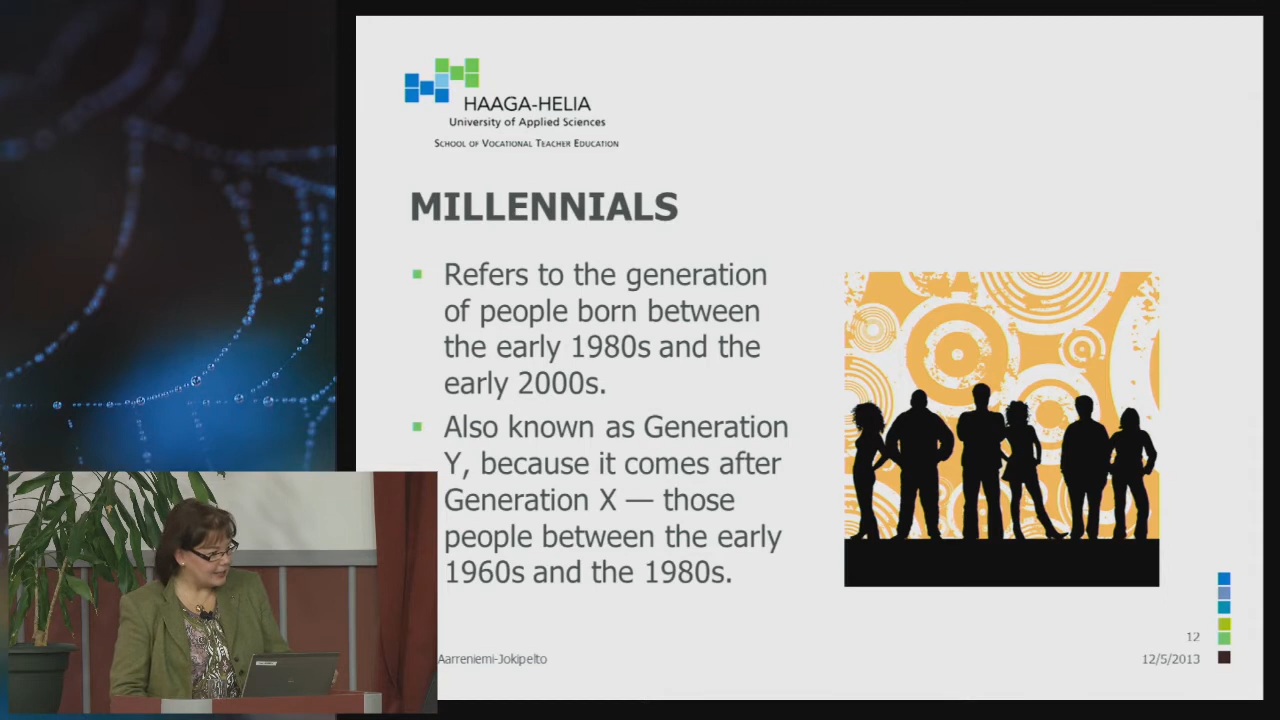 HAAGA-HELIA
University of Applied Sciences
School of Vocational Teacher Education
MILLENNIALS
Refers to the generation
of people born between
the early 1980s and the
early 2000s.
Also known as Generation
Y, because it comes after
Generation X — those
people between the early
1960s and the 1980s.
12
Aarreniemi-Jokipelto
12/5/2013